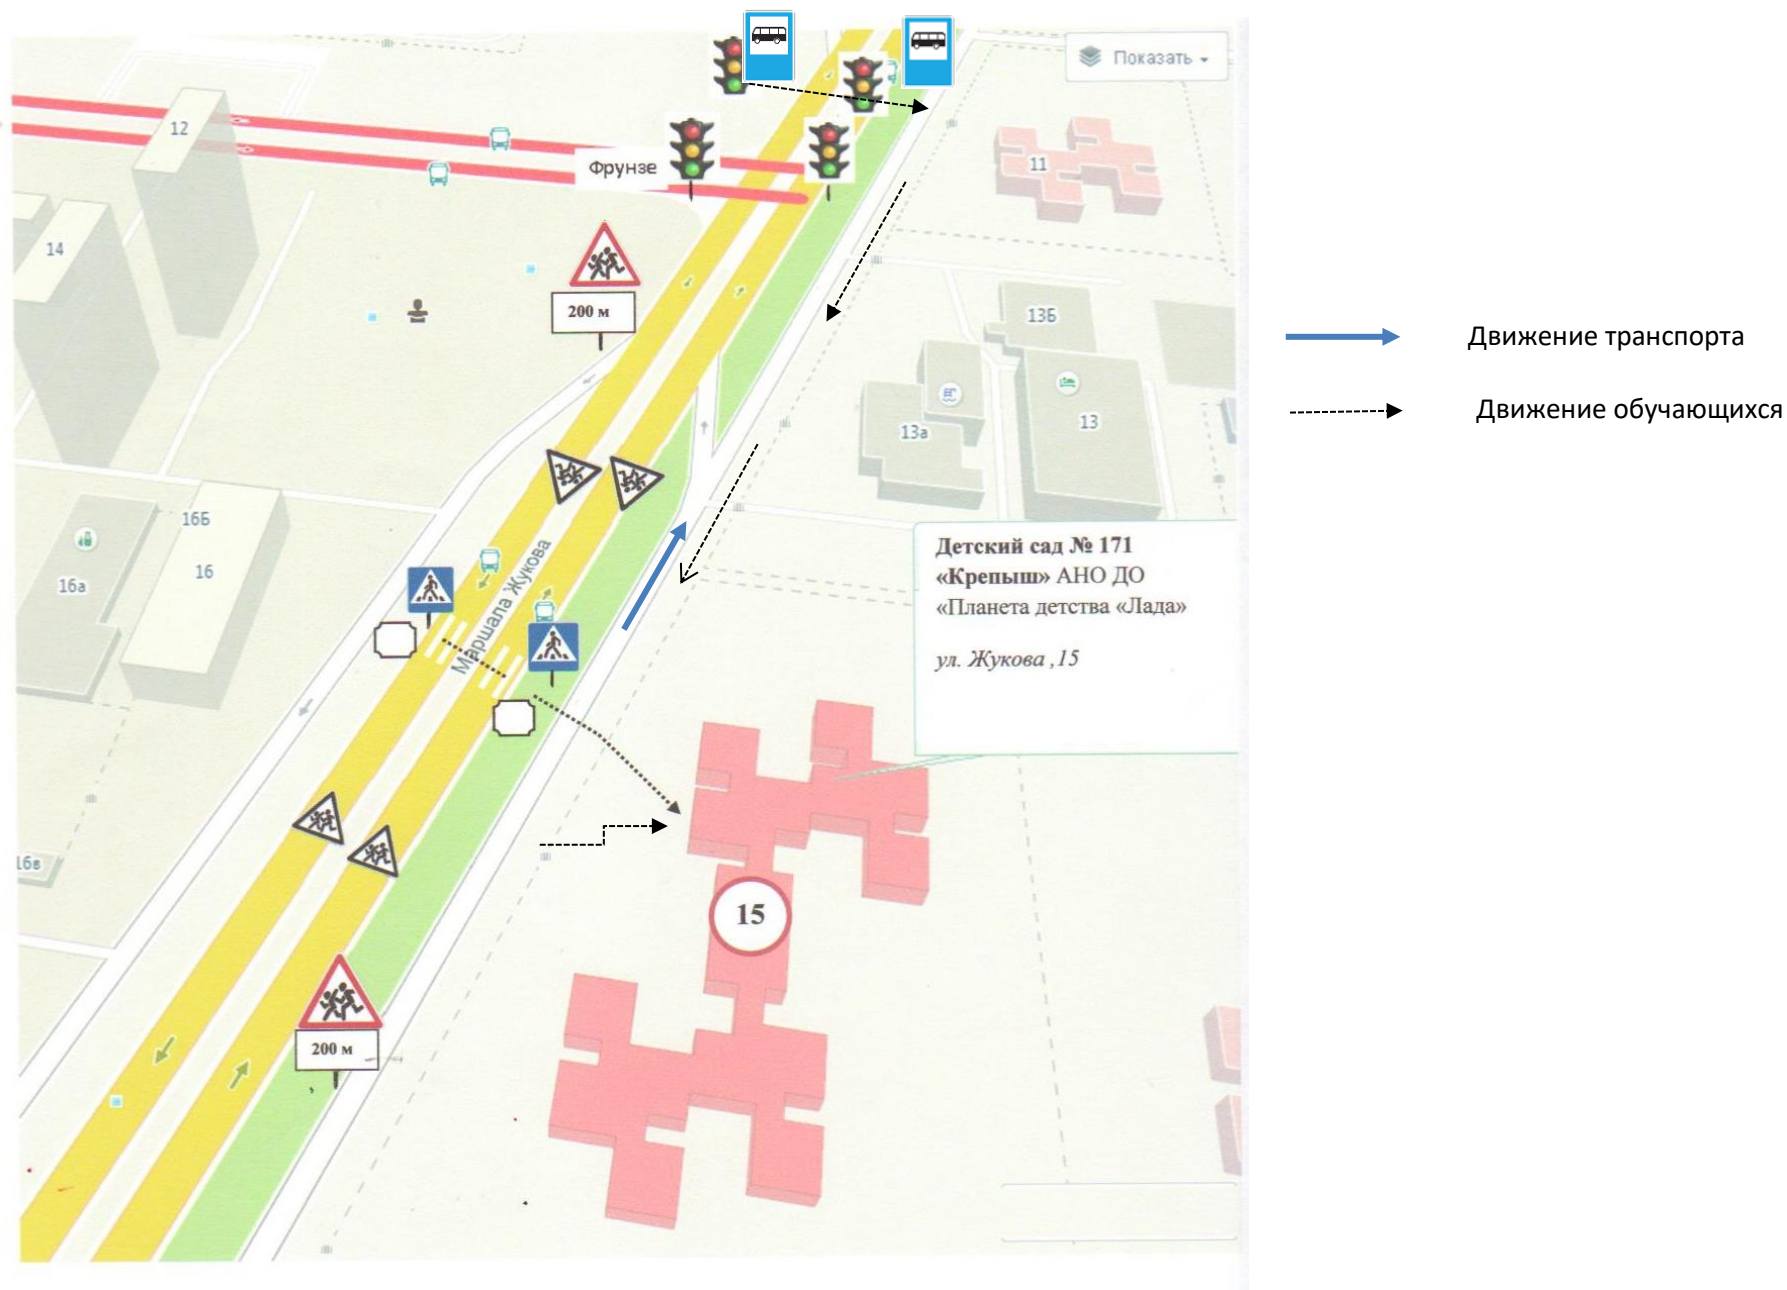 Показать
12
Фрунзе
11
14
200 м
13Б
Движение транспорта
Движение обучающихся
13а
13
16Б
16а
16
Маршала Жукова
Детский сад № 171
«Крепыш» АНО ДО
«Планета детства «Лада»
ул. Жукова ,15
16в
15
200 м